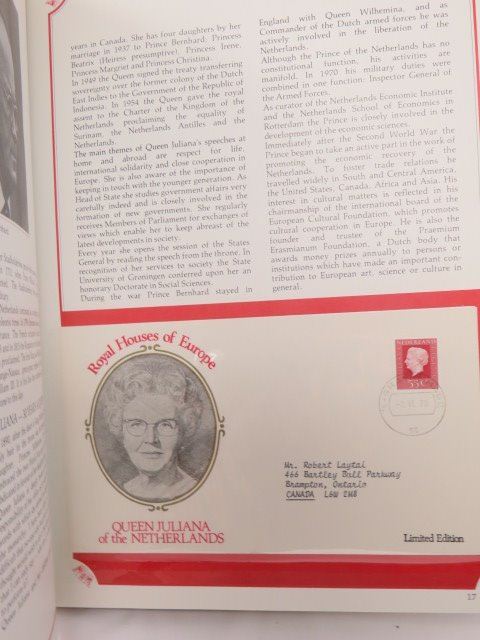 years in Canada. She has four daughters by her
marriage in 1937 to Prince Bernhard: Princess
Beatrix (Heiress presumptive), Princess Irene,
Princess Margriet and Princess Christina.
In 1949 the Queen signed the treaty transferring
sovereignty over the former colony of the Dutch
East Indies to the Government of the Republic of
Indonesia. In 1954 the Queen gave the royal
assent to the Charter of the Kingdom of the
Netherlands proclaiming the equality of
Surinam, the Netherlands Antilles and the
Netherlands.
The main themes of Queen Juliana's speeches at
home and abroad are respect for life,
international solidarity and close cooperation in
Europe. She is also aware of the importance of
keeping in touch with the younger generation. As
Head of State she studies government affairs very
carefully indeed and is closely involved in the
formation of new governments. She regularly
receives Members of Parliament for exchanges of
views which enable her to keep abreast of the
latest developments in society.
Every year she opens the session of the States
General by reading the speech from the throne. In
recognition of her services to society the State
University of Groningen conferred upon her an
honorary Doctorate in Social Sciences.
During the war Prince Bernhard stayed in
England with Queen Wilhemina, and as
Commander of the Dutch armed forces he was
actively involved in the liberation of the
Netherlands.
Although the Prince of the Netherlands has no
constitutional function, his activities are
manifold. In 1970 his military duties were
combined in one function: Inspector General of
the Armed Forces.
As curator of the Netherlands Economic Institute
and the Netherlands School of Economics in
Rotterdam the Prince is closely involved in the
development of the economic sciences.
Immediately after the Second World War the
Prince began to take an active part in the work of
promoting the economic recovery of the
Netherlands. To foster trade relations he
travelled widely in South and Central America,
the United States, Canada, Africa and Asia. His
interest in cultural matters is reflected in his
chairmanship of the international board of the
European Cultural Foundation, which promotes
cultural cooperation in Europe. He is also the
founder and trustee of the Praemium
Erasmianum Foundation, a Dutch body that
awards money prizes annually to persons or
institutions which have made an important con-
tribution to European art, science or culture in
general.
Royal Houses of Europe
QUEEN JULIANA
of the NETHERLANDS
NEDERLAND
55c
Mr. Robert Laytai
466 Bartley Bull Parkway
Brampton, Ontario
CANADA L6W 2M8
Limited Edition
17